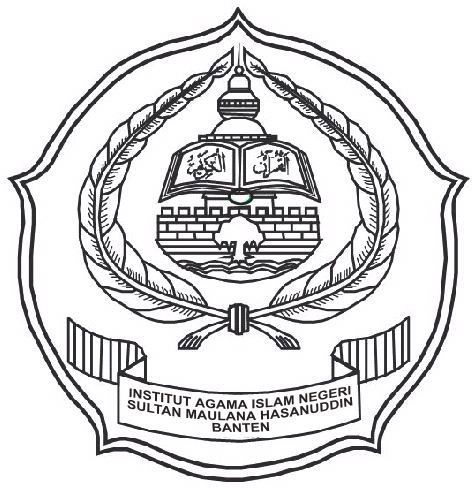 القرآن الكريم
INSTITUT AGAMA ISLAM NEGERI
SULTAN MAULANA HASANUDDIN
BANTEN